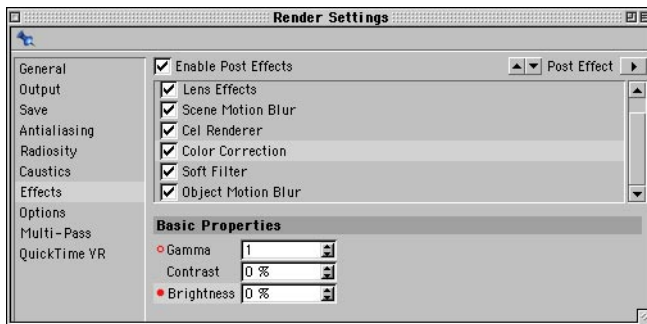 Render Settings
General
Output
Save
Antialiasing
Radiosity
Caustics
Effects
Options
Multi-Pass
QuickTime VR
Enable Post Effects
Post Effect
Lens Effects
Scene Motion Blur
Cel Renderer
Color Correction
Soft Filter
Object Motion Blur
Basic Properties
Gamma 1
Contrast 0 %
Brightness 0 %